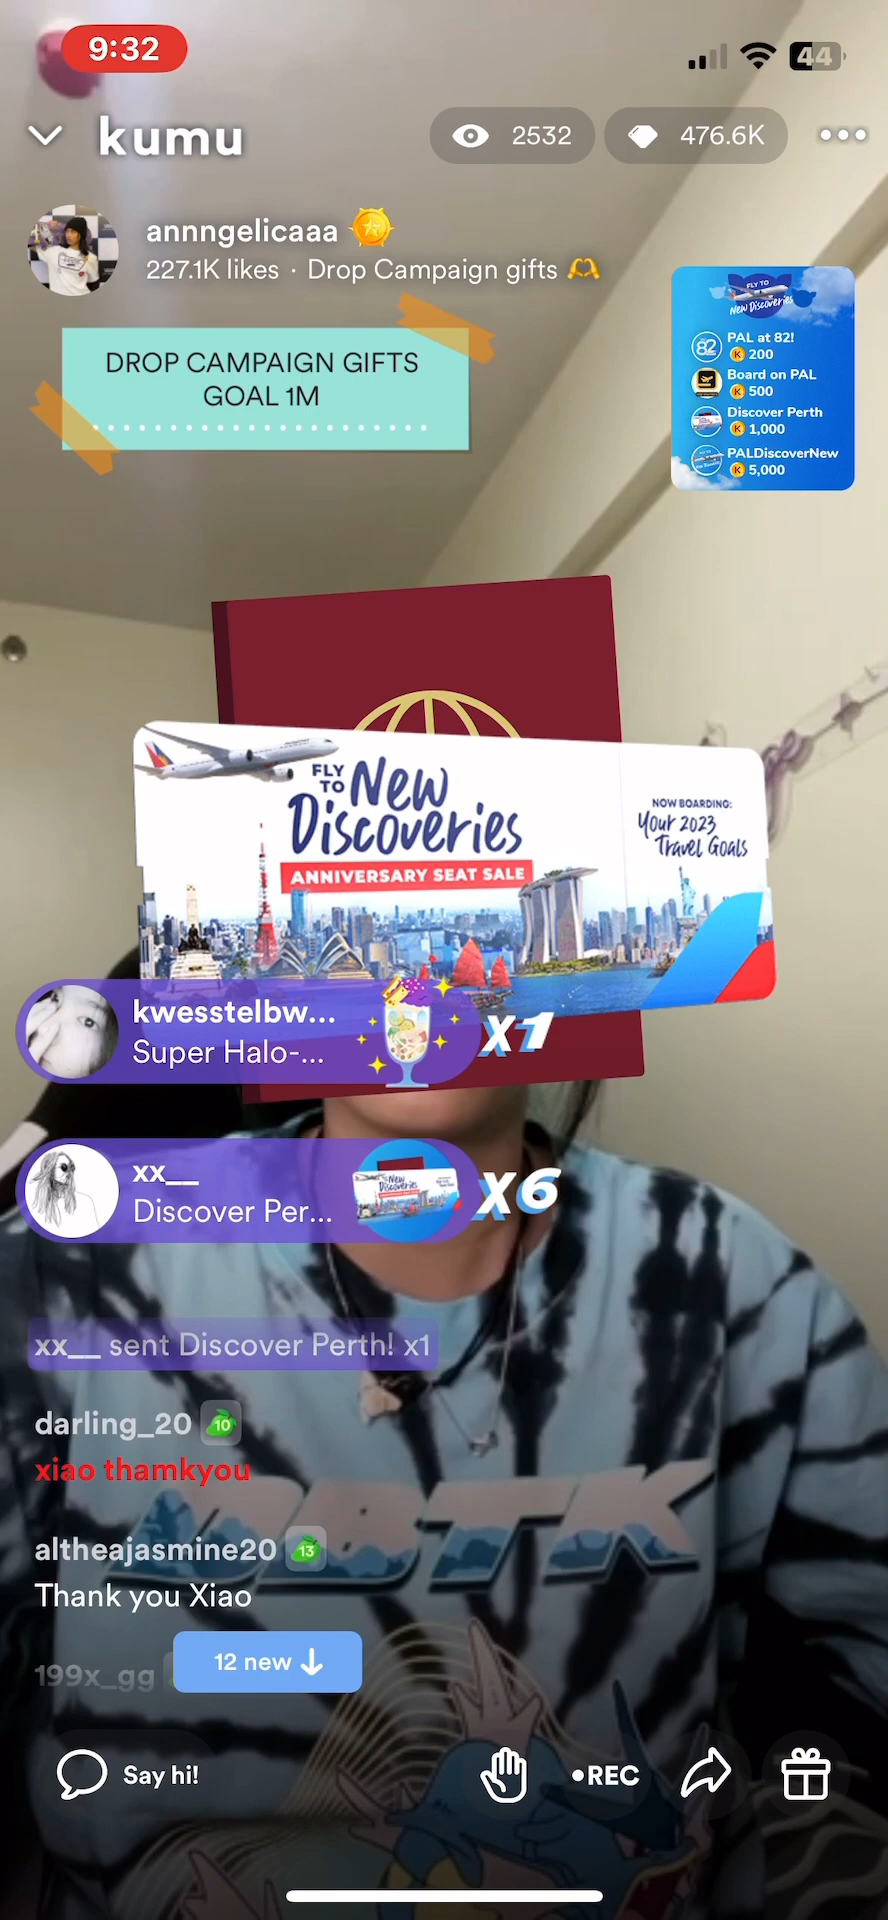 9:32
44
kumu
2532
476.6K
annngelicaaa
227.1K likes · Drop Campaign gifts
DROP CAMPAIGN GIFTS
GOAL 1M
FLY TO
New Discoveries
82
PAL at 82!
K 200
Board on PAL
K 500
Discover Perth
K 1,000
PALDiscoverNew
K 5,000
FLY TO New
Discoveries
ANNIVERSARY SEAT SALE
NOW BOARDING:
Your 2023
Travel Goals
kwesstelbw...
Super Halo-...
X1
xx__
Discover Per...
New
Discoveries
X6
xx__ sent Discover Perth! x1
darling_20 10
xiao thamkyou
altheajasmine20 13
Thank you Xiao
199x_gg
12 new
DBTK
Say hi!
•REC